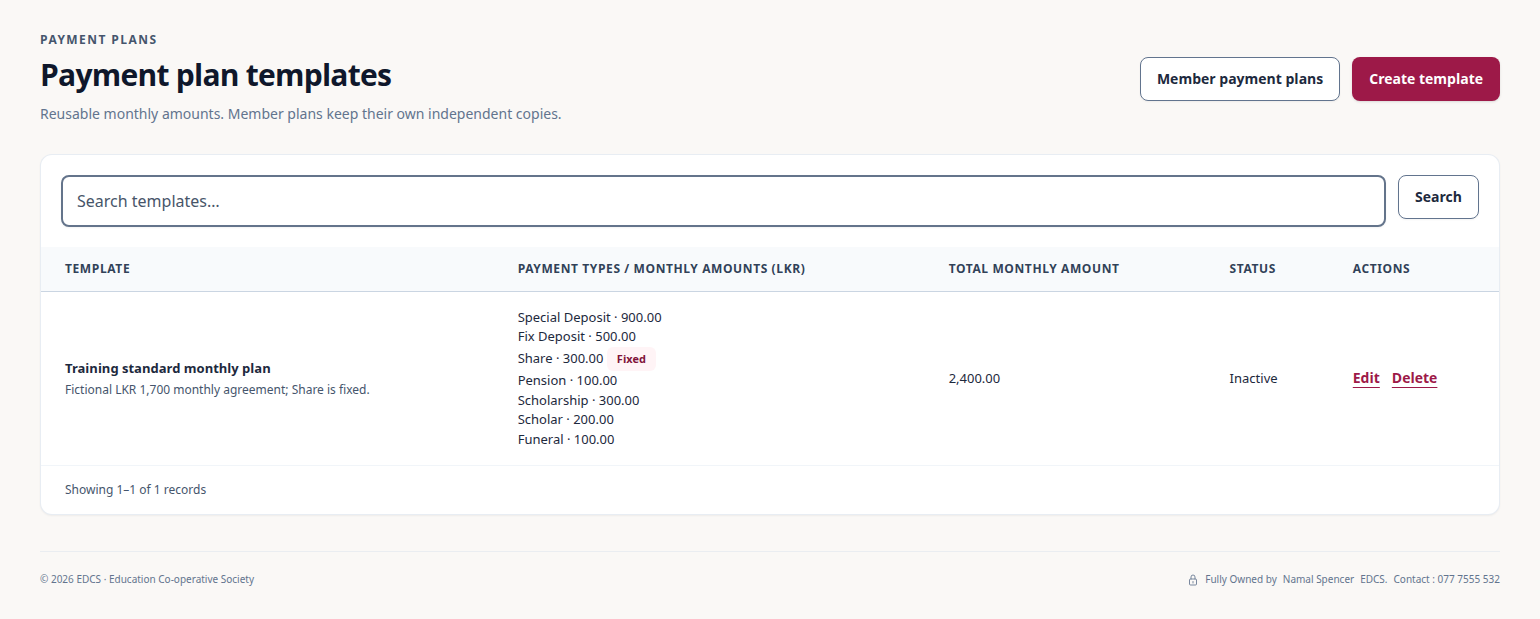 PAYMENT PLANS
Payment plan templates
Reusable monthly amounts. Member plans keep their own independent copies.
Member payment plans
Create template
Search templates...
Search
TEMPLATE
PAYMENT TYPES / MONTHLY AMOUNTS (LKR)
TOTAL MONTHLY AMOUNT
STATUS
ACTIONS
Training standard monthly plan
Fictional LKR 1,700 monthly agreement; Share is fixed.
Special Deposit · 900.00
Fix Deposit · 500.00
Share · 300.00 Fixed
Pension · 100.00
Scholarship · 300.00
Scholar · 200.00
Funeral · 100.00
2,400.00
Inactive
Edit Delete
Showing 1–1 of 1 records
© 2026 EDCS · Education Co-operative Society
Fully Owned by Namal Spencer EDCS. Contact : 077 7555 532